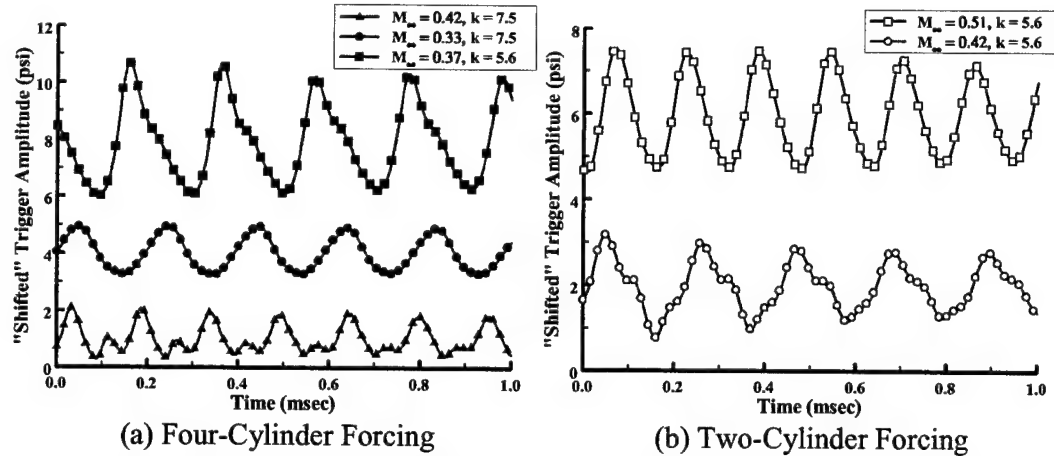 12
10
8
6
4
2
0
"Shifted" Trigger Amplitude (psi)
M∞ = 0.42, k = 7.5
M∞ = 0.33, k = 7.5
M∞ = 0.37, k = 5.6
0.0 0.2 0.4 0.6 0.8 1.0
Time (msec)
(a) Four-Cylinder Forcing
8
6
4
2
0
"Shifted" Trigger Amplitude (psi)
M∞ = 0.51, k = 5.6
M∞ = 0.42, k = 5.6
0.0 0.2 0.4 0.6 0.8 1.0
Time (msec)
(b) Two-Cylinder Forcing